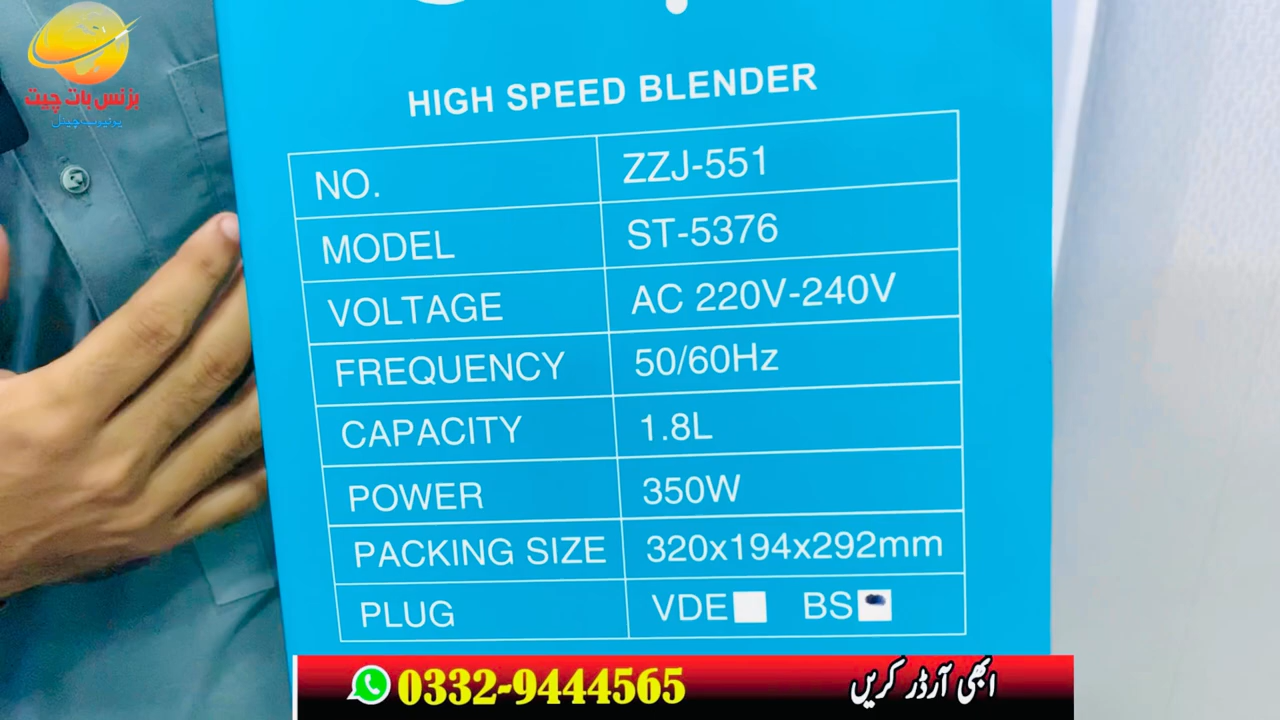 بزنس بات چیت
HIGH SPEED BLENDER
NO. ZZJ-551
MODEL ST-5376
VOLTAGE AC 220V-240V
FREQUENCY 50/60Hz
CAPACITY 1.8L
POWER 350W
PACKING SIZE 320x194x292mm
PLUG VDE BS
0332-9444565 ابھی آرڈر کریں